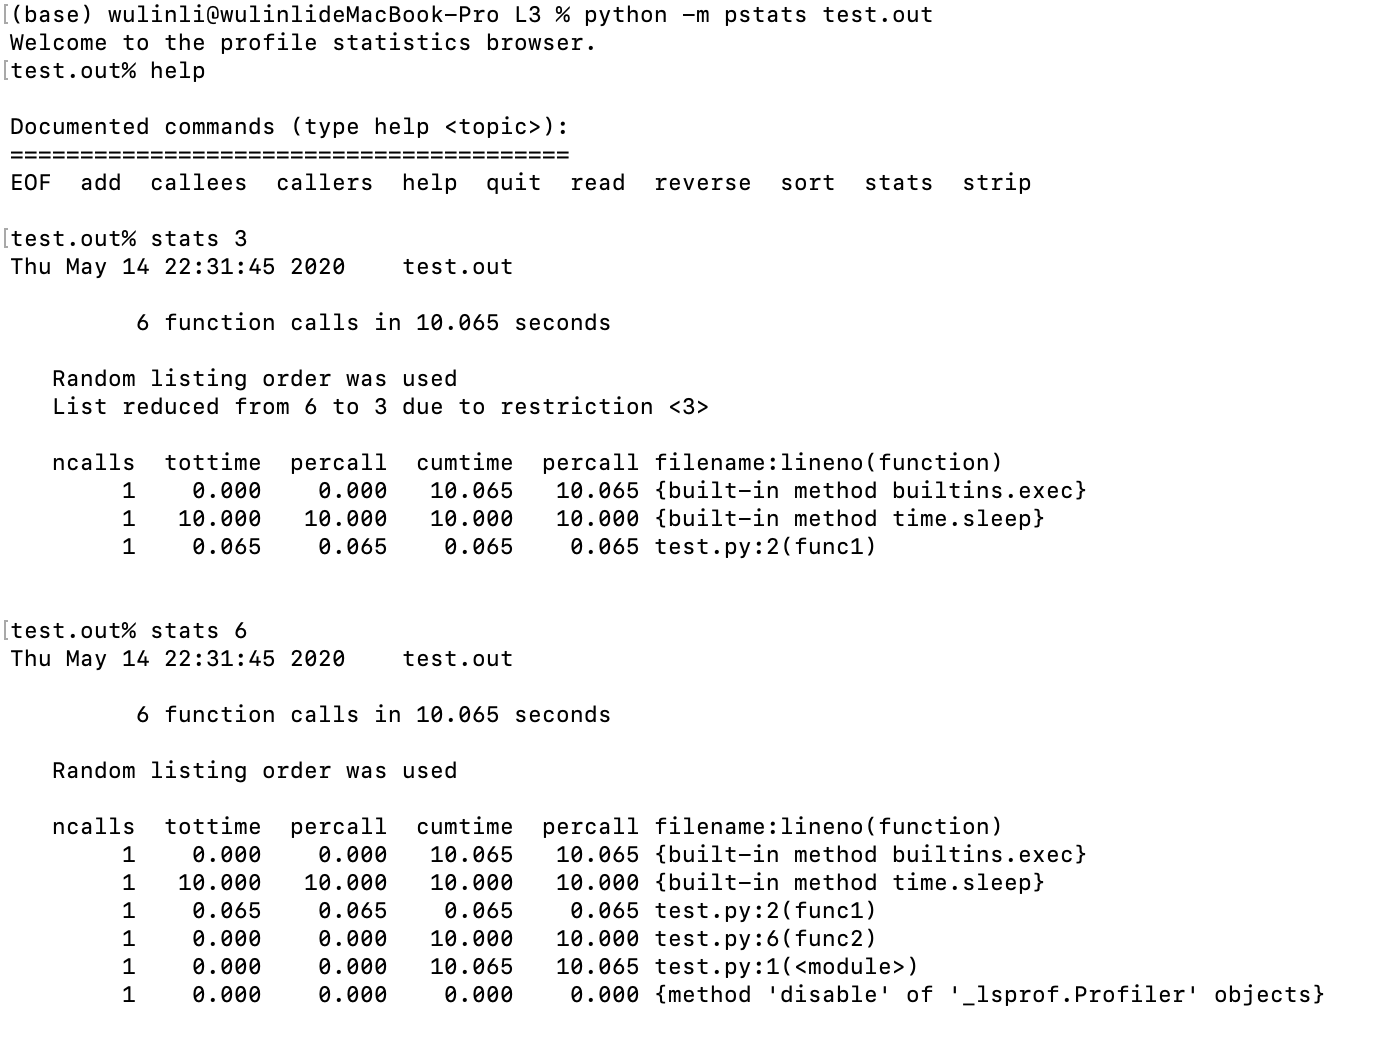 (base) wulinli@wulinlideMacBook-Pro L3 % python -m pstats test.out
Welcome to the profile statistics browser.
[test.out% help
Documented commands (type help <topic>):
========================================
EOF  add  callees  callers  help  quit  read  reverse  sort  stats  strip
[test.out% stats 3
Thu May 14 22:31:45 2020    test.out
         6 function calls in 10.065 seconds
   Random listing order was used
   List reduced from 6 to 3 due to restriction <3>
   ncalls  tottime  percall  cumtime  percall filename:lineno(function)
        1    0.000    0.000   10.065   10.065 {built-in method builtins.exec}
        1   10.000   10.000   10.000   10.000 {built-in method time.sleep}
        1    0.065    0.065    0.065    0.065 test.py:2(func1)
[test.out% stats 6
Thu May 14 22:31:45 2020    test.out
         6 function calls in 10.065 seconds
   Random listing order was used
   ncalls  tottime  percall  cumtime  percall filename:lineno(function)
        1    0.000    0.000   10.065   10.065 {built-in method builtins.exec}
        1   10.000   10.000   10.000   10.000 {built-in method time.sleep}
        1    0.065    0.065    0.065    0.065 test.py:2(func1)
        1    0.000    0.000   10.000   10.000 test.py:6(func2)
        1    0.000    0.000   10.065   10.065 test.py:1(<module>)
        1    0.000    0.000    0.000    0.000 {method 'disable' of '_lsprof.Profiler' objects}